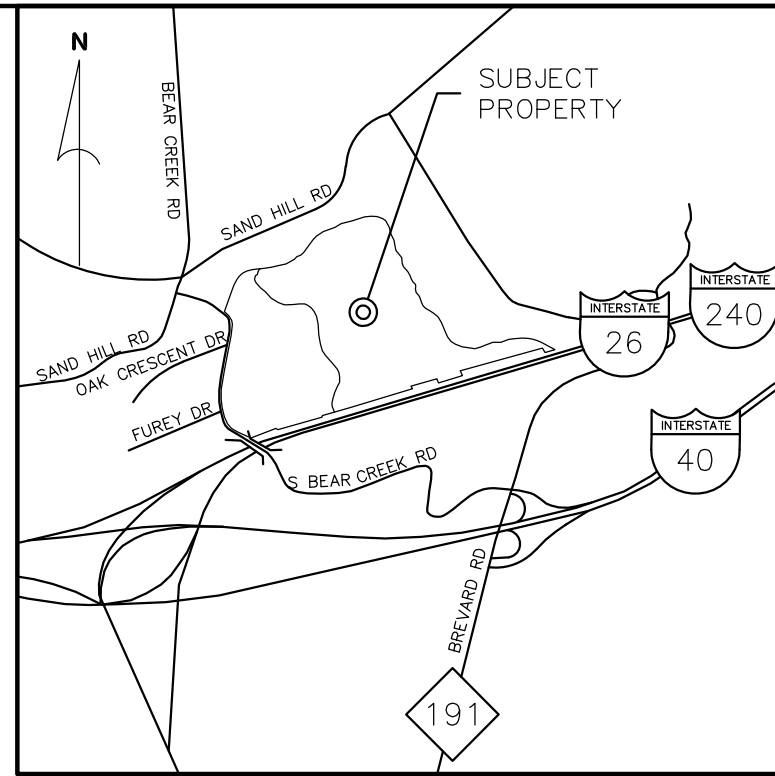 N
SUBJECT
PROPERTY
BEAR CREEK RD
SAND HILL RD
INTERSTATE
240
INTERSTATE
26
SAND HILL RD
OAK CRESCENT DR
FUREY DR
INTERSTATE
40
S BEAR CREEK RD
BREVARD RD
191